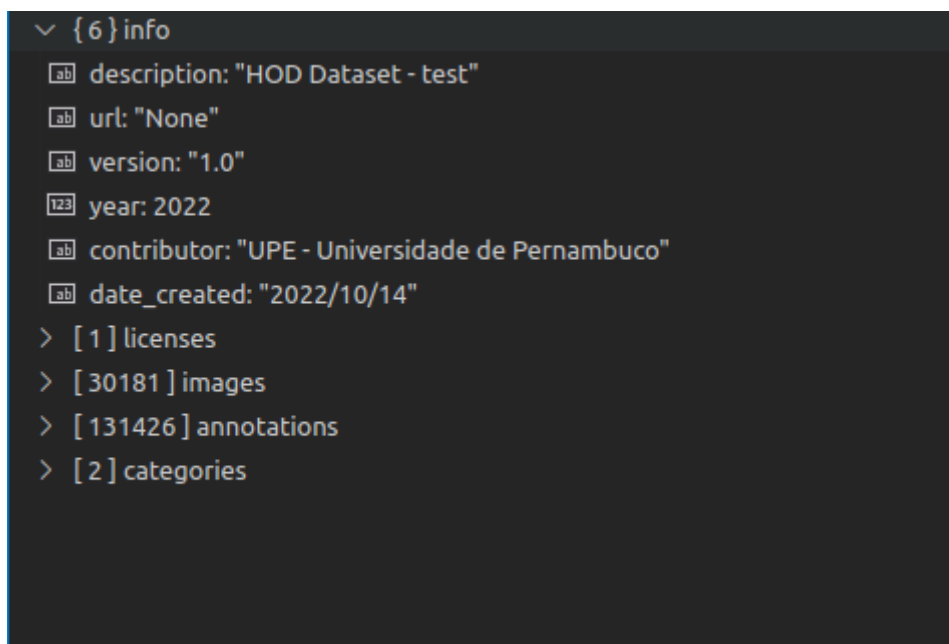 { 6 } info
description: "HOD Dataset - test"
url: "None"
version: "1.0"
year: 2022
contributor: "UPE - Universidade de Pernambuco"
date_created: "2022/10/14"
[ 1 ] licenses
[ 30181 ] images
[ 131426 ] annotations
[ 2 ] categories